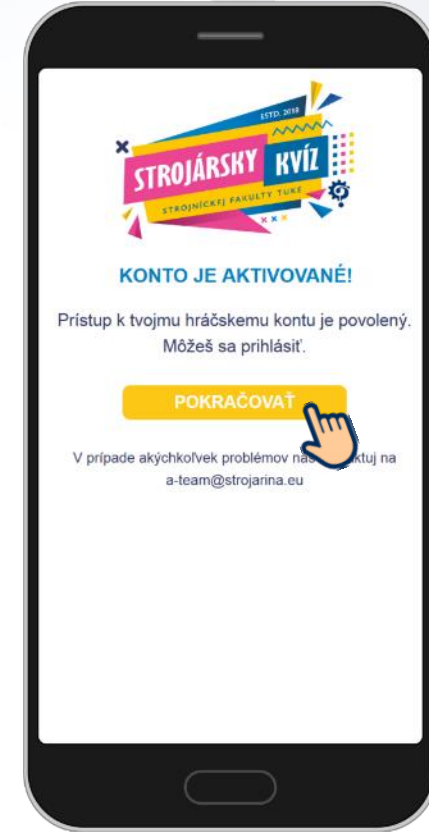 ESTD. 2018
STROJÁRSKY KVÍZ
STROJNÍCKEJ FAKULTY TUKE
KONTO JE AKTIVOVANÉ!
Prístup k tvojmu hráčskemu kontu je povolený.
Môžeš sa prihlásiť.
POKRAČOVAŤ
V prípade akýchkoľvek problémov nás na
a-team@strojarina.eu